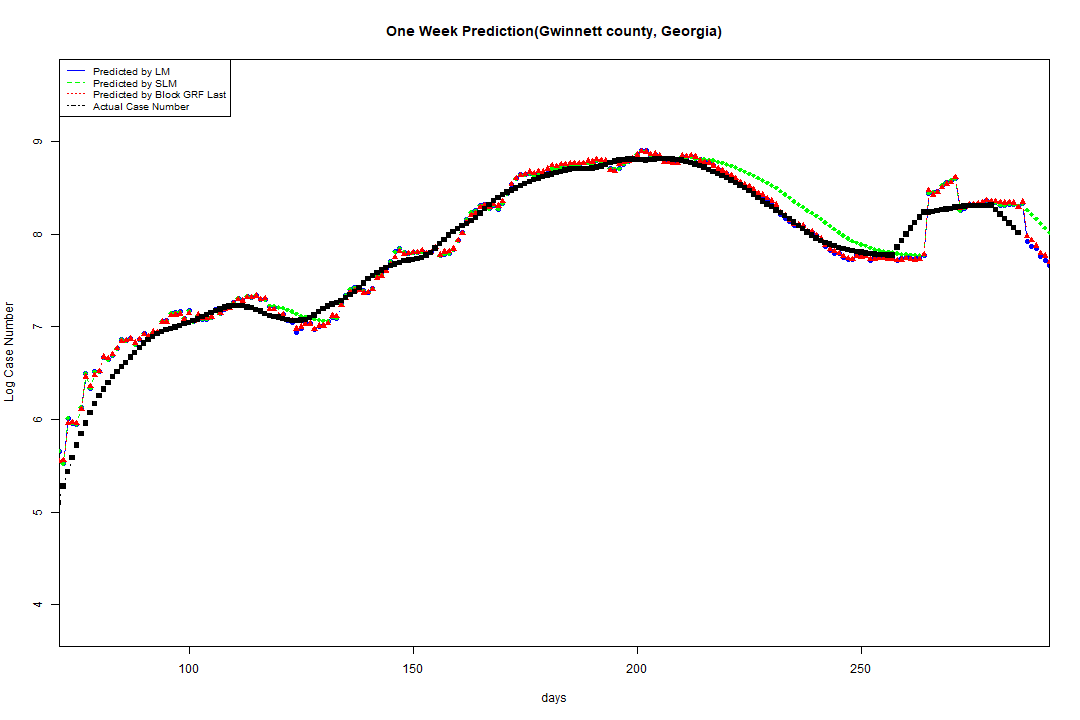 One Week Prediction(Gwinnett county, Georgia)
Predicted by LM
Predicted by SLM
Predicted by Block GRF Last
Actual Case Number
Log Case Number
9
8
7
6
5
4
100
150
200
250
days